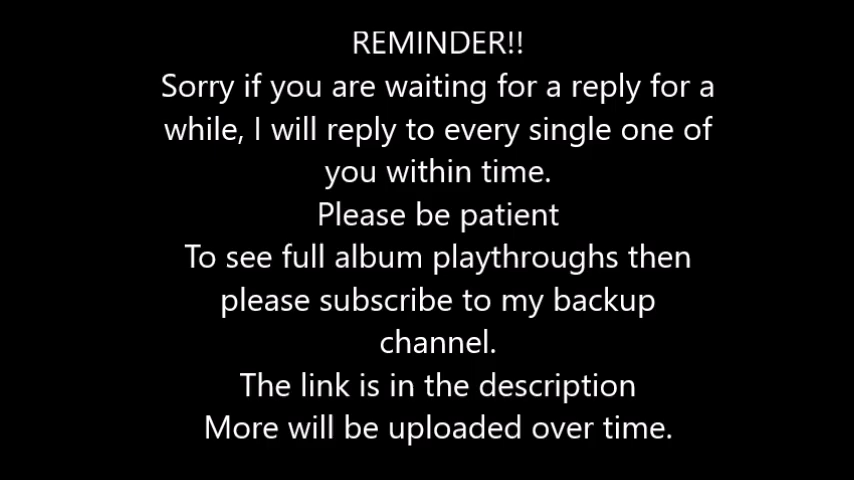 REMINDER!!
Sorry if you are waiting for a reply for a
while, I will reply to every single one of
you within time.
Please be patient
To see full album playthroughs then
please subscribe to my backup
channel.
The link is in the description
More will be uploaded over time.